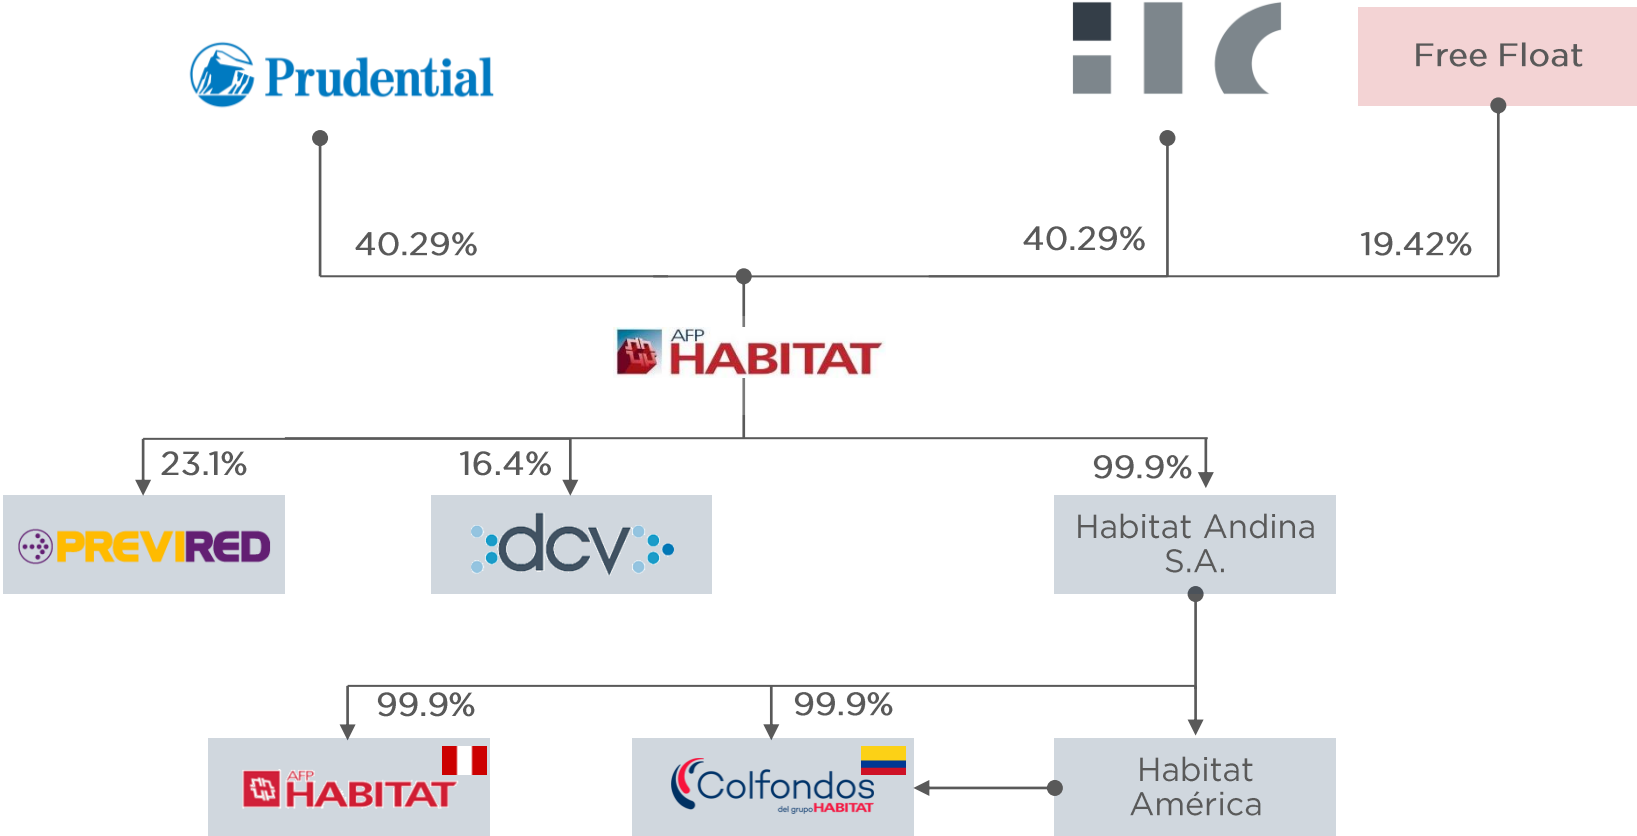 Prudential
ILC
Free Float
40.29%
40.29%
19.42%
AFP
HABITAT
23.1%
16.4%
99.9%
PREVIRED
dcv
Habitat Andina
S.A.
99.9%
99.9%
AFP
HABITAT
Colfondos
del grupo HABITAT
Habitat
América